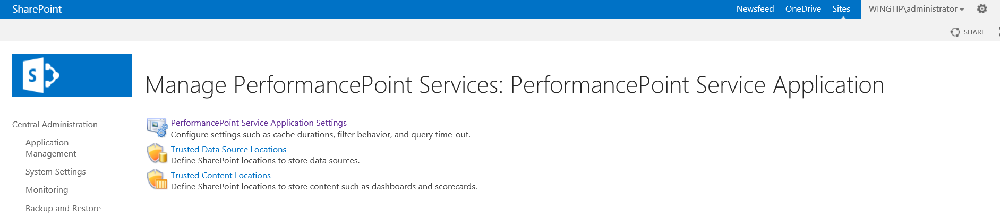 SharePoint
Newsfeed OneDrive Sites WINGTIP\administrator
SHARE
S
Manage PerformancePoint Services: PerformancePoint Service Application
Central Administration
Application
Management
System Settings
Monitoring
Backup and Restore
PerformancePoint Service Application Settings
Configure settings such as cache durations, filter behavior, and query time-out.
Trusted Data Source Locations
Define SharePoint locations to store data sources.
Trusted Content Locations
Define SharePoint locations to store content such as dashboards and scorecards.